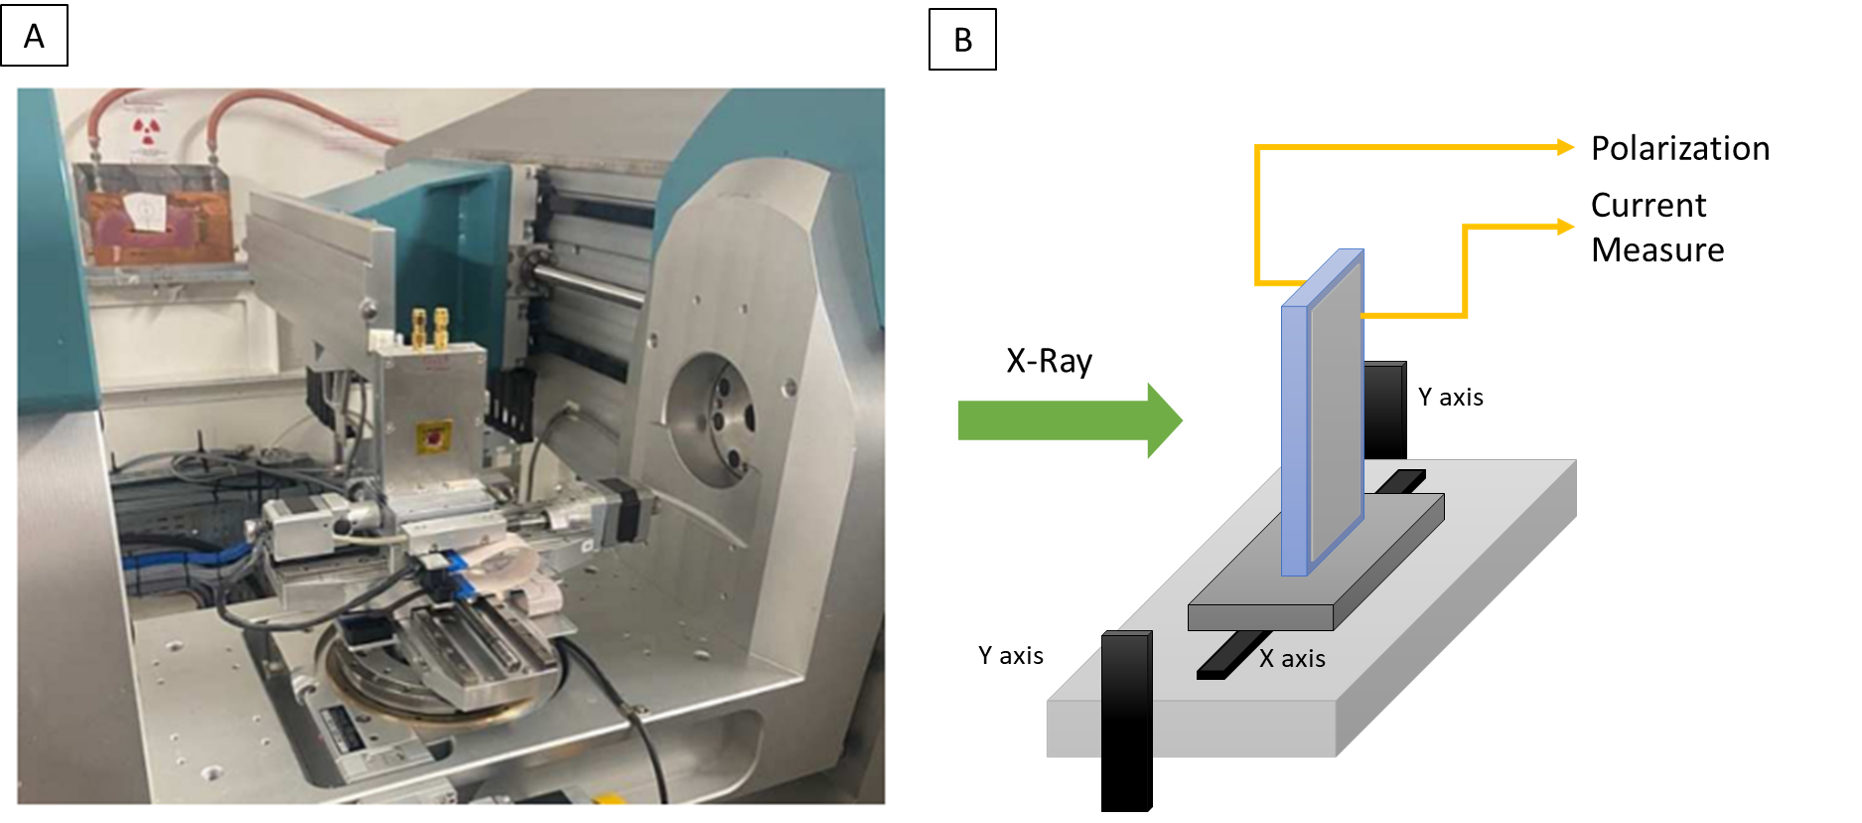 A
B
Polarization
Current
Measure
X-Ray
Y axis
Y axis
X axis